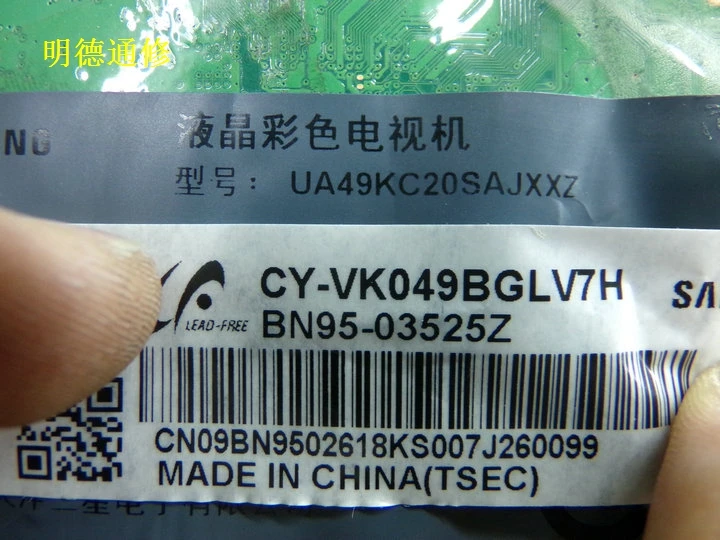 明德通修
液晶彩色电视机
型号： UA49KC20SAJXXZ
CY-VK049BGLV7H
LEAD-FREE
BN95-03525Z
CN09BN9502618KS007J260099
MADE IN CHINA(TSEC)